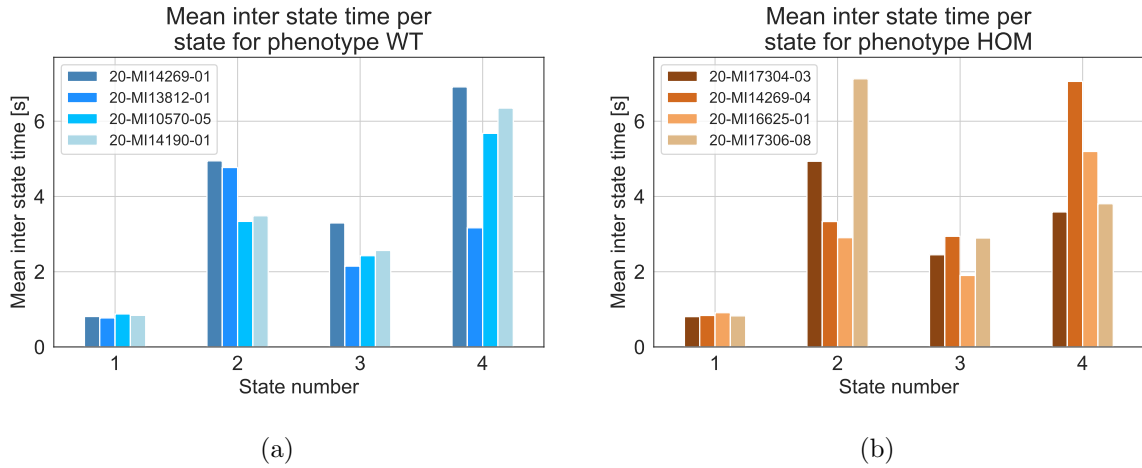 Mean inter state time per
state for phenotype WT
Mean inter state time [s]
6
4
2
0
20-MI14269-01
20-MI13812-01
20-MI10570-05
20-MI14190-01
1 2 3 4
State number
(a)
Mean inter state time per
state for phenotype HOM
Mean inter state time [s]
6
4
2
0
20-MI17304-03
20-MI14269-04
20-MI16625-01
20-MI17306-08
1 2 3 4
State number
(b)